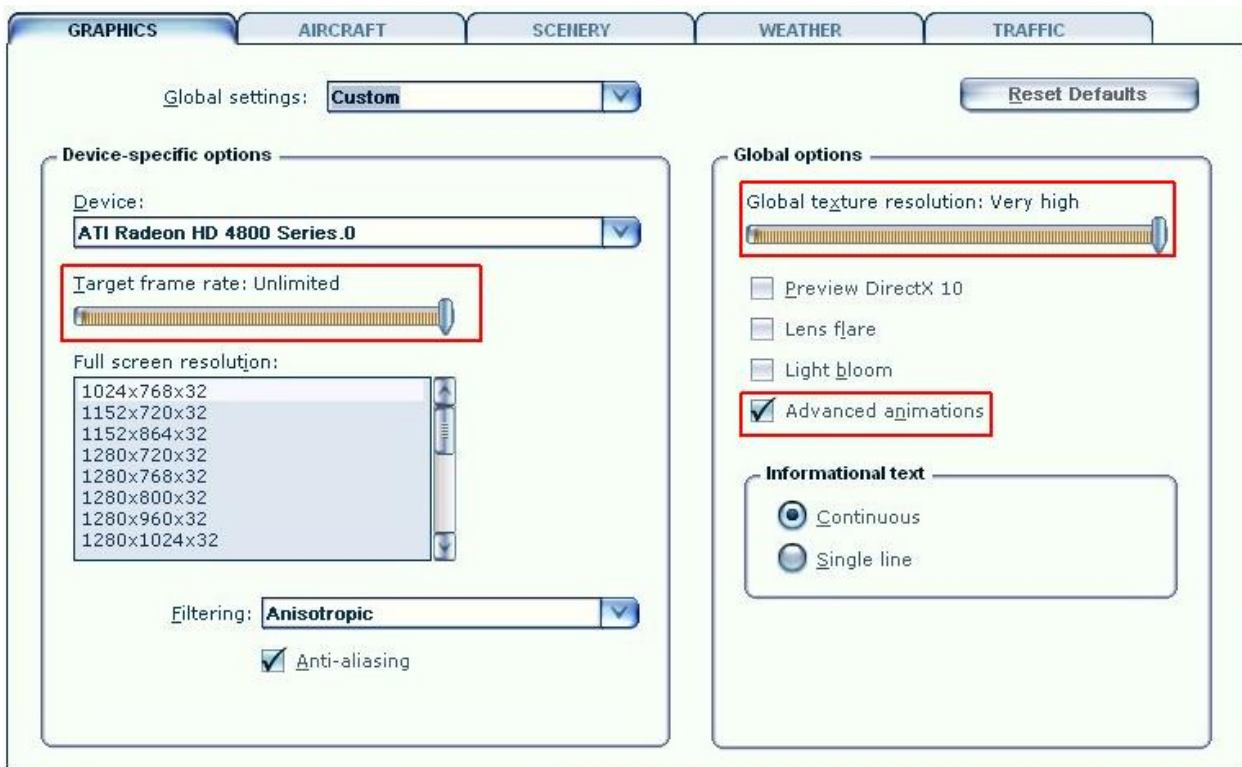 GRAPHICS AIRCRAFT SCENERY WEATHER TRAFFIC
Global settings: Custom
Reset Defaults
Device-specific options
Device:
ATI Radeon HD 4800 Series.0
Target frame rate: Unlimited
Full screen resolution:
1024x768x32
1152x720x32
1152x864x32
1280x720x32
1280x768x32
1280x800x32
1280x960x32
1280x1024x32
Filtering: Anisotropic
Anti-aliasing
Global options
Global texture resolution: Very high
Preview DirectX 10
Lens flare
Light bloom
Advanced animations
Informational text
Continuous
Single line